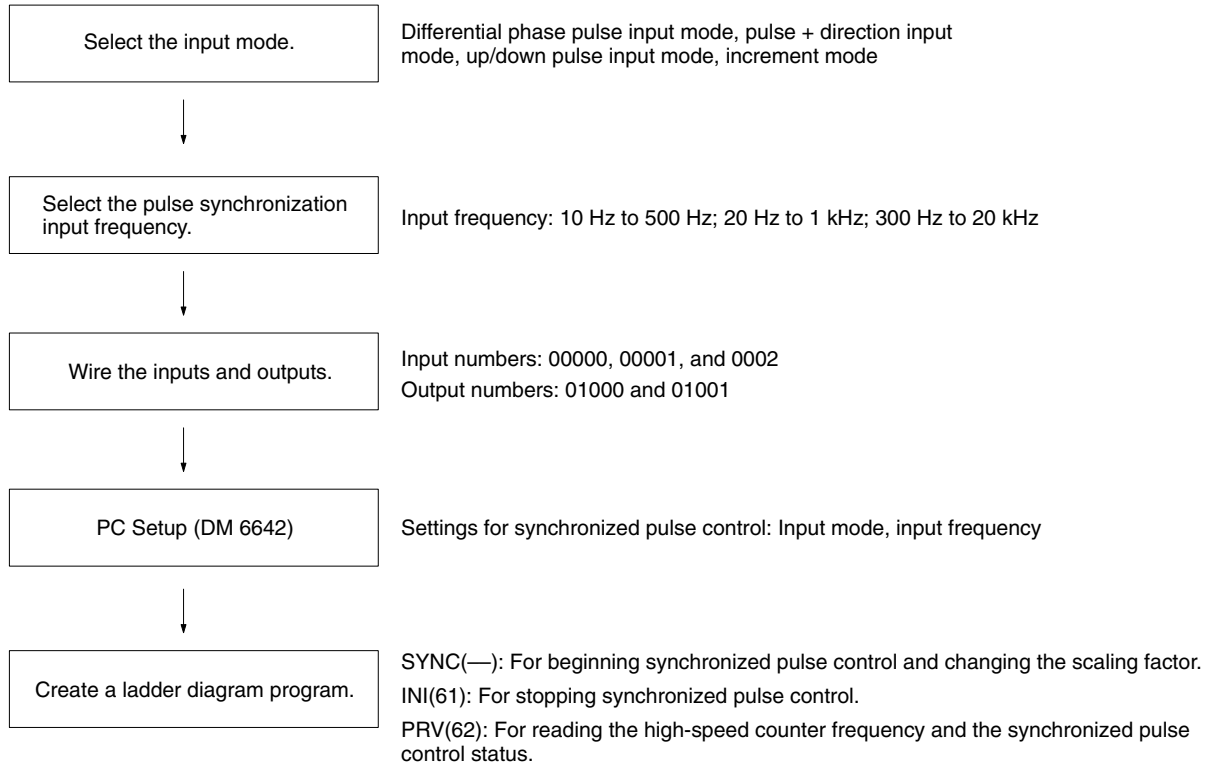 Select the input mode.
Differential phase pulse input mode, pulse + direction input
mode, up/down pulse input mode, increment mode
Select the pulse synchronization
input frequency.
Input frequency: 10 Hz to 500 Hz; 20 Hz to 1 kHz; 300 Hz to 20 kHz
Wire the inputs and outputs.
Input numbers: 00000, 00001, and 0002
Output numbers: 01000 and 01001
PC Setup (DM 6642)
Settings for synchronized pulse control: Input mode, input frequency
Create a ladder diagram program.
SYNC(—): For beginning synchronized pulse control and changing the scaling factor.
INI(61): For stopping synchronized pulse control.
PRV(62): For reading the high-speed counter frequency and the synchronized pulse
control status.